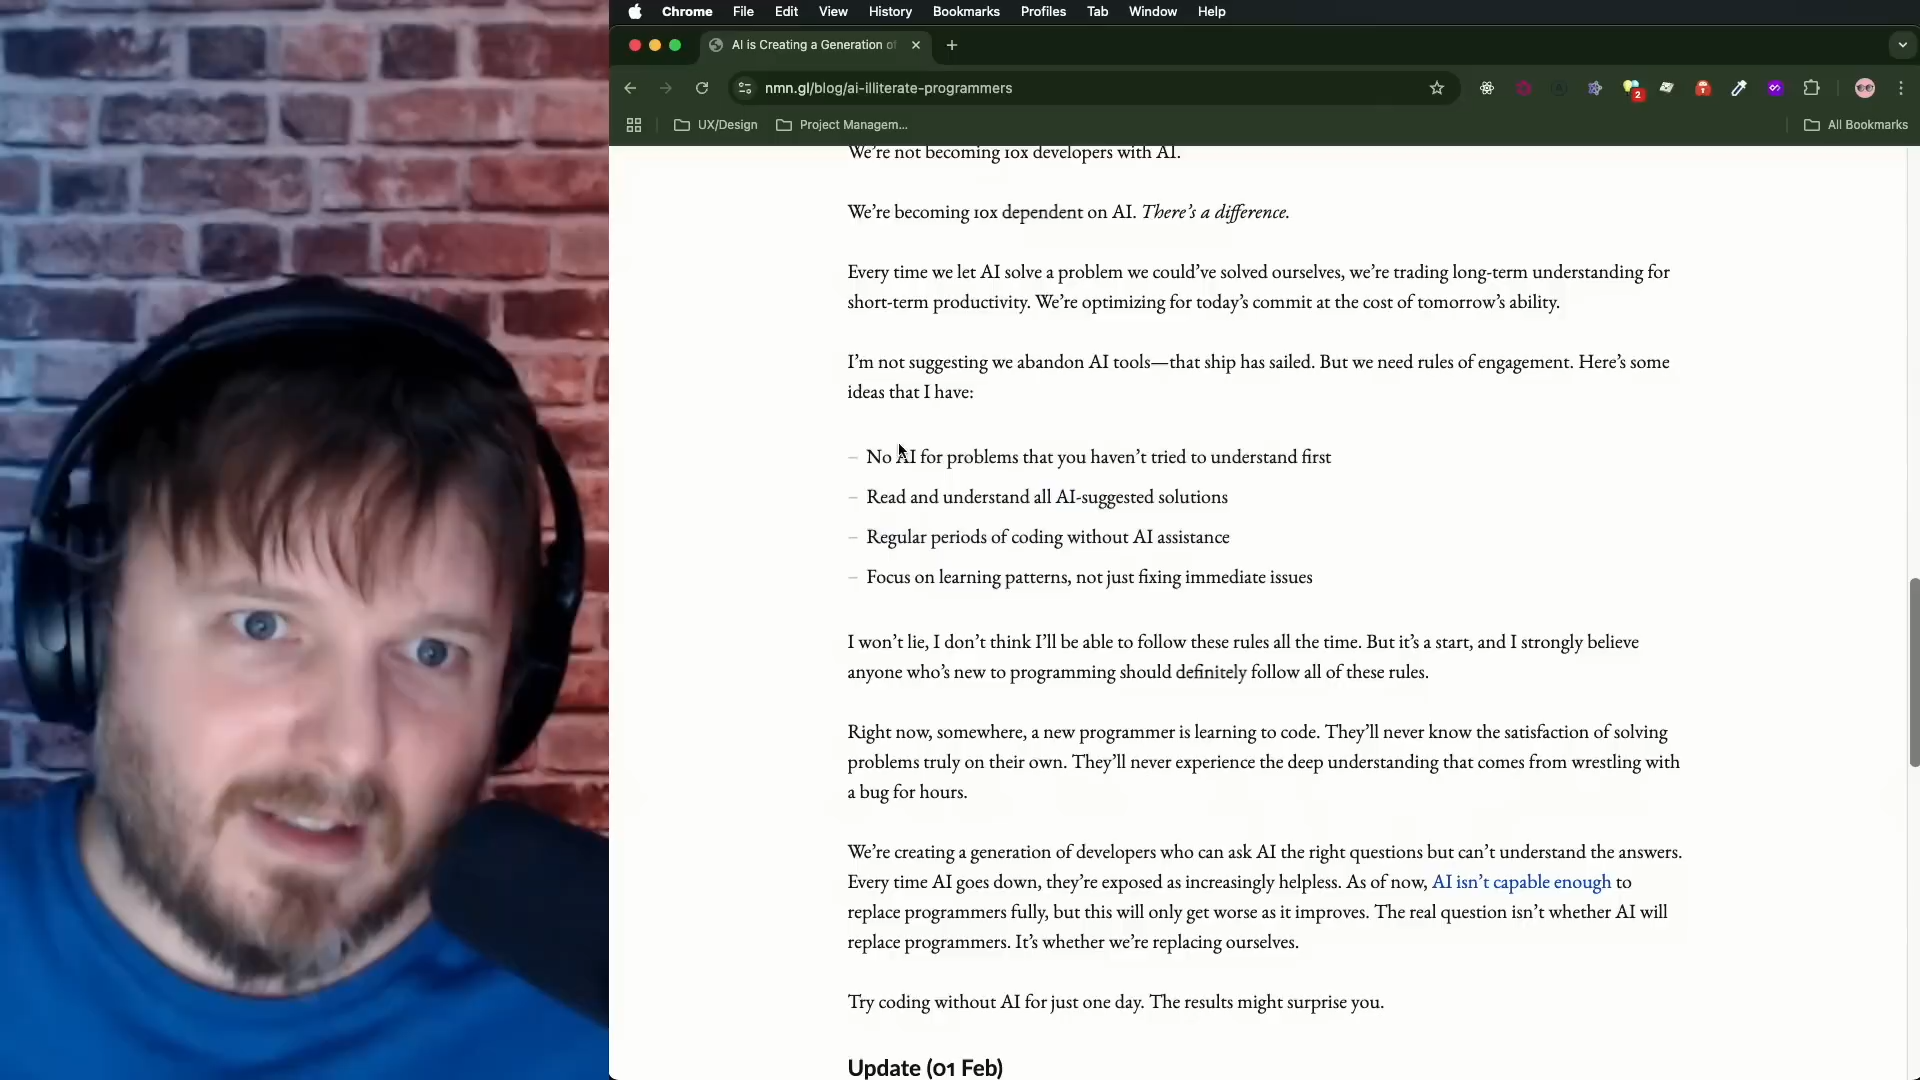 Chrome File Edit View History Bookmarks Profiles Tab Window Help
AI is Creating a Generation of
nmn.gl/blog/ai-illiterate-programmers
2
UX/Design
Project Managem...
All Bookmarks
We're not becoming 10x developers with AI.
We're becoming 10x dependent on AI. There's a difference.
Every time we let AI solve a problem we could've solved ourselves, we're trading long-term understanding for
short-term productivity. We're optimizing for today's commit at the cost of tomorrow's ability.
I'm not suggesting we abandon AI tools—that ship has sailed. But we need rules of engagement. Here's some
ideas that I have:
– No AI for problems that you haven't tried to understand first
– Read and understand all AI-suggested solutions
– Regular periods of coding without AI assistance
– Focus on learning patterns, not just fixing immediate issues
I won't lie, I don't think I'll be able to follow these rules all the time. But it's a start, and I strongly believe
anyone who's new to programming should definitely follow all of these rules.
Right now, somewhere, a new programmer is learning to code. They'll never know the satisfaction of solving
problems truly on their own. They'll never experience the deep understanding that comes from wrestling with
a bug for hours.
We're creating a generation of developers who can ask AI the right questions but can't understand the answers.
Every time AI goes down, they're exposed as increasingly helpless. As of now, AI isn't capable enough to
replace programmers fully, but this will only get worse as it improves. The real question isn't whether AI will
replace programmers. It's whether we're replacing ourselves.
Try coding without AI for just one day. The results might surprise you.
Update (01 Feb)